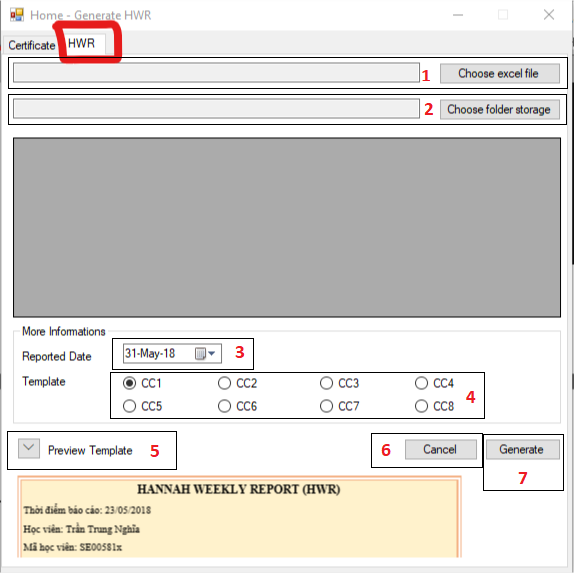 Home - Generate HWR
Certificate HWR
1 Choose excel file
2 Choose folder storage
More Informations
Reported Date 31-May-18 3
Template CC1 CC2 CC3 CC4
CC5 CC6 CC7 CC8 4
Preview Template 5 6 Cancel Generate
7
HANNAH WEEKLY REPORT (HWR)
Thời điểm báo cáo: 23/05/2018
Học viên: Trần Trung Nghĩa
Mã học viên: SE00581x